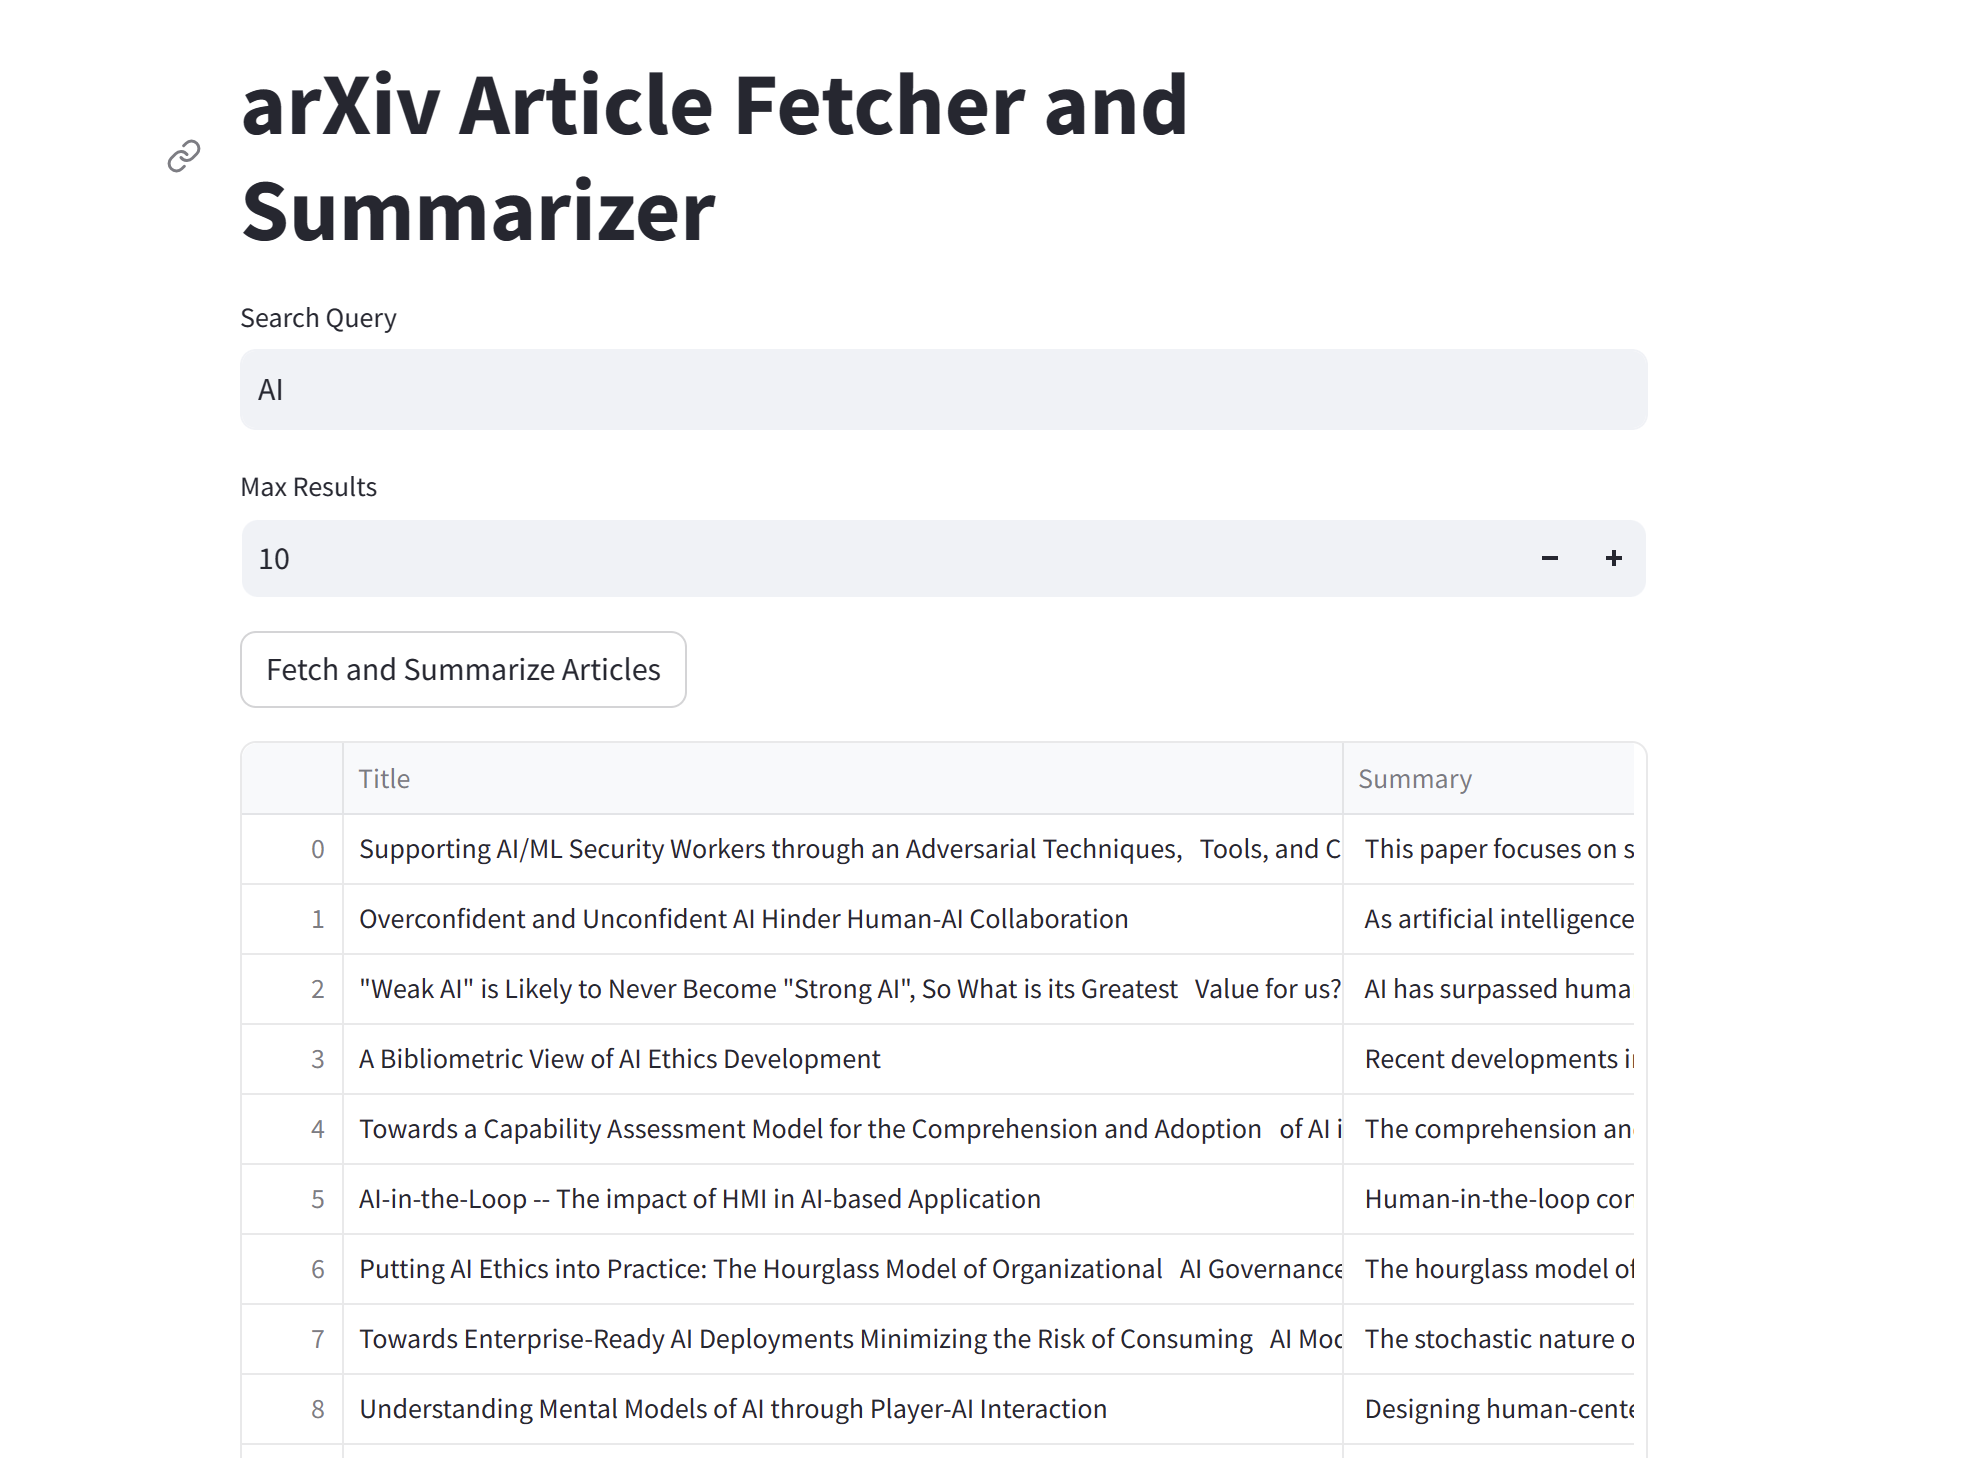 arXiv Article Fetcher and
Summarizer
Search Query
AI
Max Results
10
Fetch and Summarize Articles
Title Summary
0 Supporting AI/ML Security Workers through an Adversarial Techniques, Tools, and C This paper focuses on s
1 Overconfident and Unconfident AI Hinder Human-AI Collaboration As artificial intelligence
2 "Weak AI" is Likely to Never Become "Strong AI", So What is its Greatest Value for us? AI has surpassed huma
3 A Bibliometric View of AI Ethics Development Recent developments i
4 Towards a Capability Assessment Model for the Comprehension and Adoption of AI i The comprehension an
5 AI-in-the-Loop -- The impact of HMI in AI-based Application Human-in-the-loop con
6 Putting AI Ethics into Practice: The Hourglass Model of Organizational AI Governance The hourglass model of
7 Towards Enterprise-Ready AI Deployments Minimizing the Risk of Consuming AI Mod The stochastic nature o
8 Understanding Mental Models of AI through Player-AI Interaction Designing human-cente